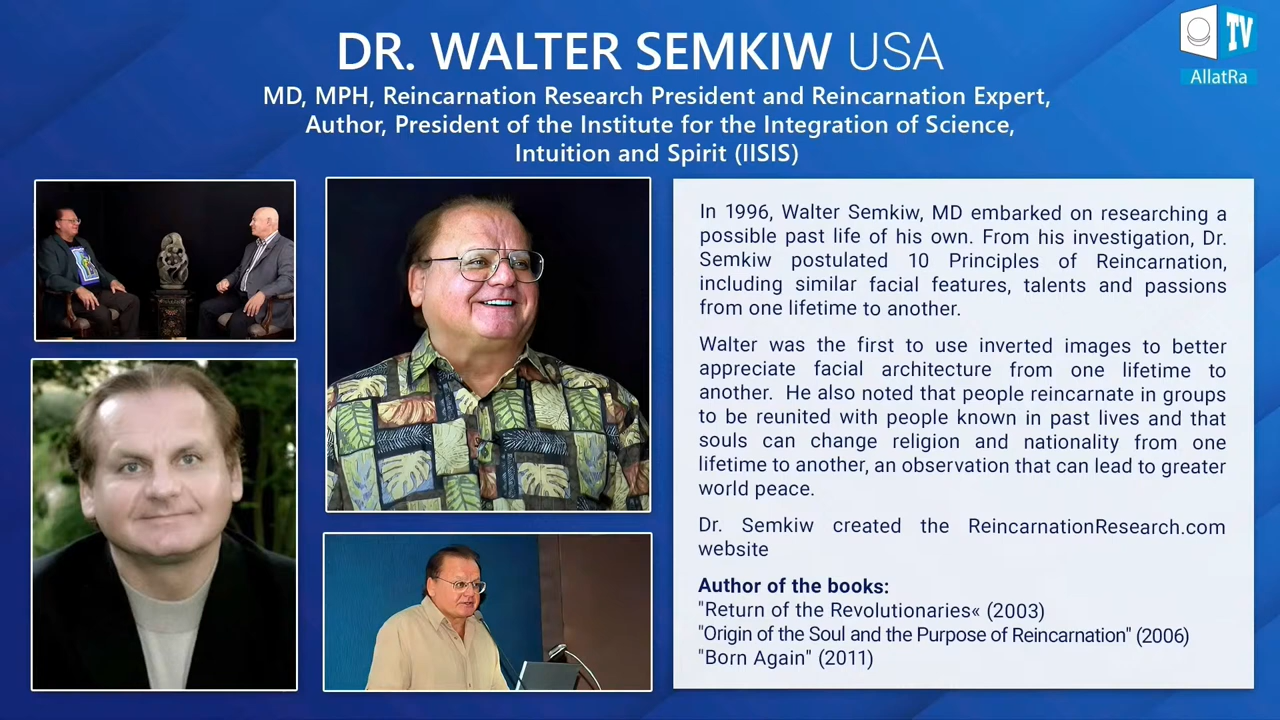 DR. WALTER SEMKIW USA
MD, MPH, Reincarnation Research President and Reincarnation Expert,
Author, President of the Institute for the Integration of Science,
Intuition and Spirit (IISIS)
TV
AllatRa
In 1996, Walter Semkiw, MD embarked on researching a
possible past life of his own. From his investigation, Dr.
Semkiw postulated 10 Principles of Reincarnation,
including similar facial features, talents and passions
from one lifetime to another.
Walter was the first to use inverted images to better
appreciate facial architecture from one lifetime to
another. He also noted that people reincarnate in groups
to be reunited with people known in past lives and that
souls can change religion and nationality from one
lifetime to another, an observation that can lead to greater
world peace.
Dr. Semkiw created the ReincarnationResearch.com
website
Author of the books:
"Return of the Revolutionaries« (2003)
"Origin of the Soul and the Purpose of Reincarnation" (2006)
"Born Again" (2011)